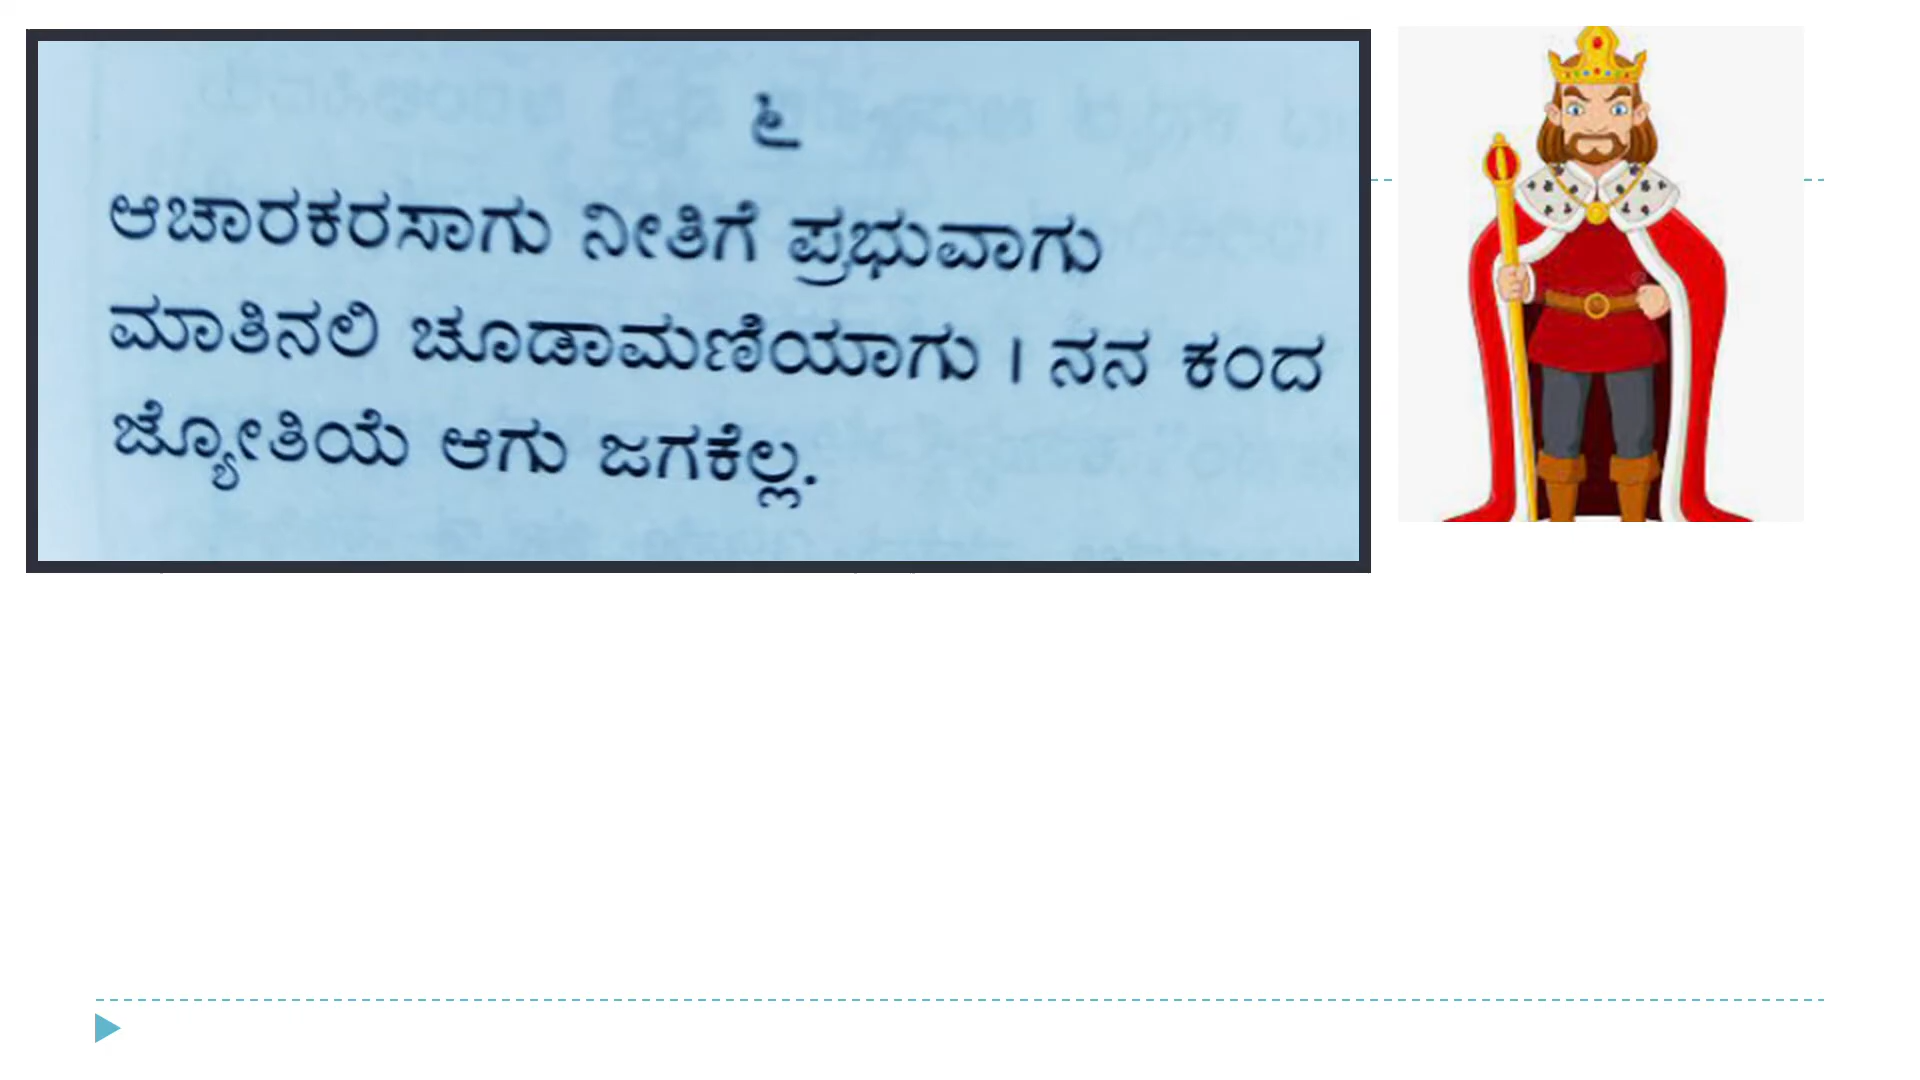 ೬
ಆಚಾರಕರಸಾಗು ನೀತಿಗೆ ಪ್ರಭುವಾಗು
ಮಾತಿನಲಿ ಚೂಡಾಮಣಿಯಾಗು । ನನ ಕಂದ
ಜ್ಯೋತಿಯೆ ಆಗು ಜಗಕೆಲ್ಲ.